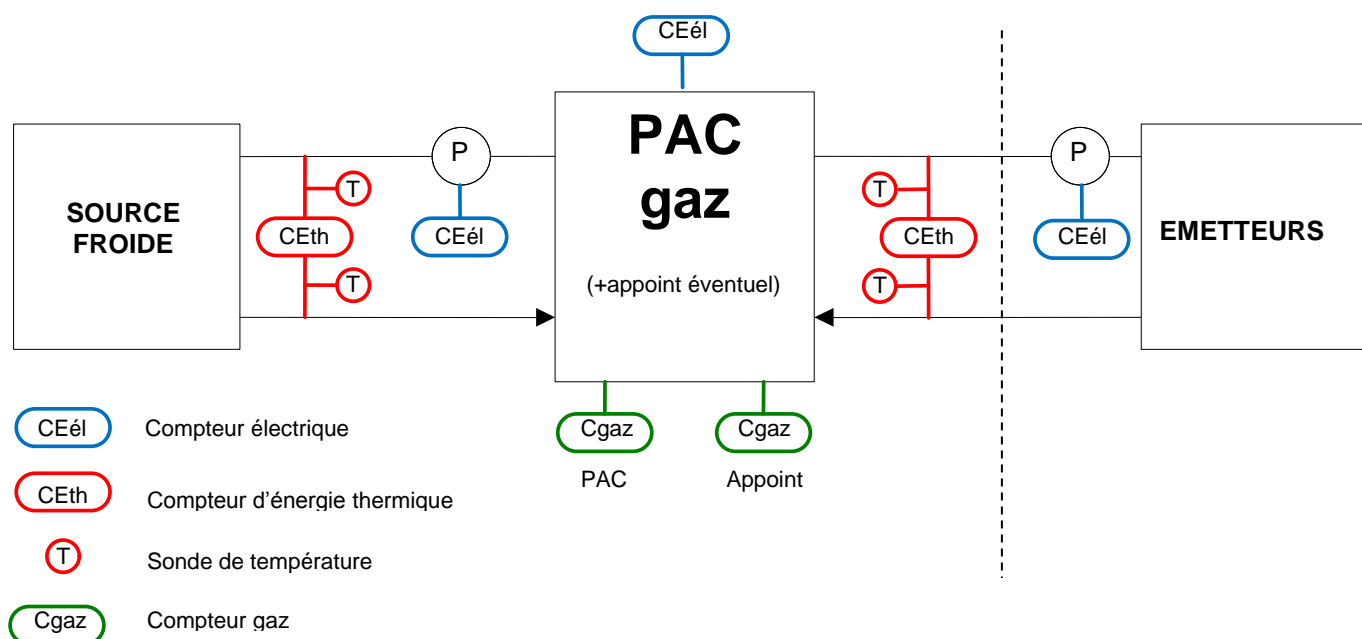 CEél
PAC
gaz
(+appoint éventuel)
SOURCE
FROIDE
T
CEth
T
P
CEél
T
CEth
T
P
CEél
EMETTEURS
Cgaz
Cgaz
PAC
Appoint
CEél Compteur électrique
CEth Compteur d’énergie thermique
T Sonde de température
Cgaz Compteur gaz